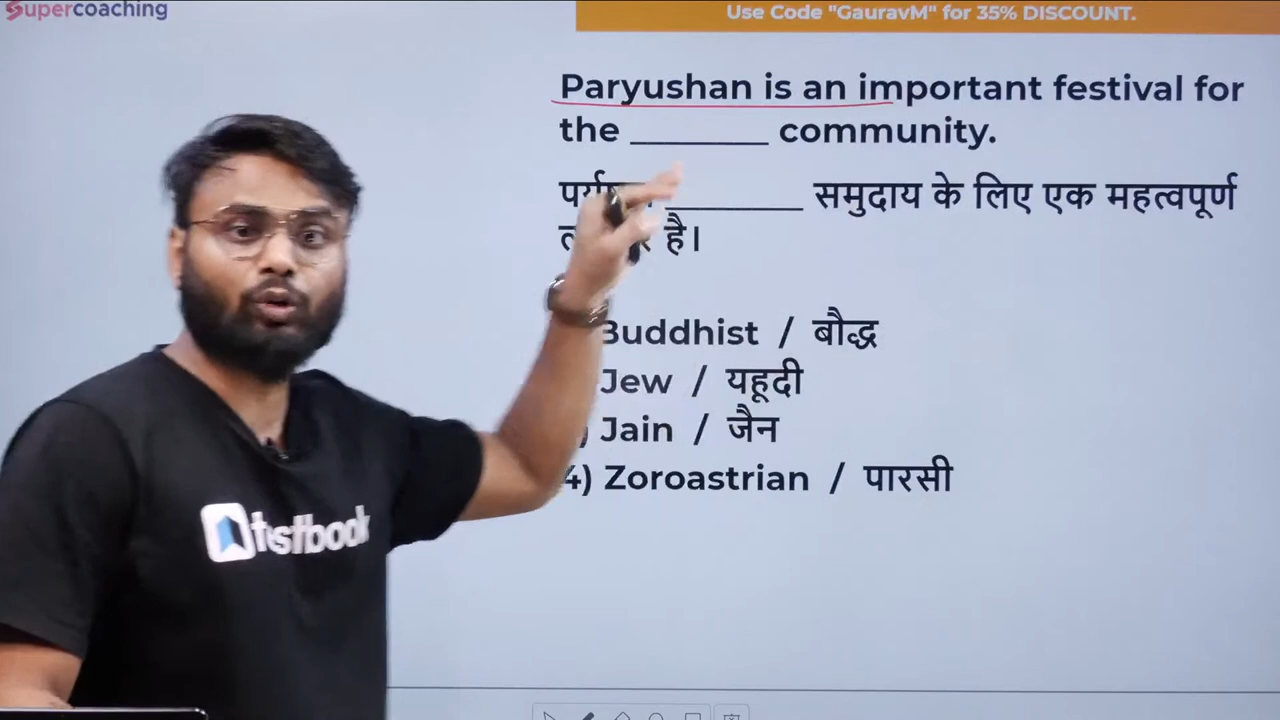 Supercoaching
Use Code "GauravM" for 35% DISCOUNT.
Paryushan is an important festival for
the ________ community.
________ समुदाय के लिए एक महत्वपूर्ण
है।
Buddhist / बौद्ध
Jew / यहूदी
) Jain / जैन
4) Zoroastrian / पारसी
testbook